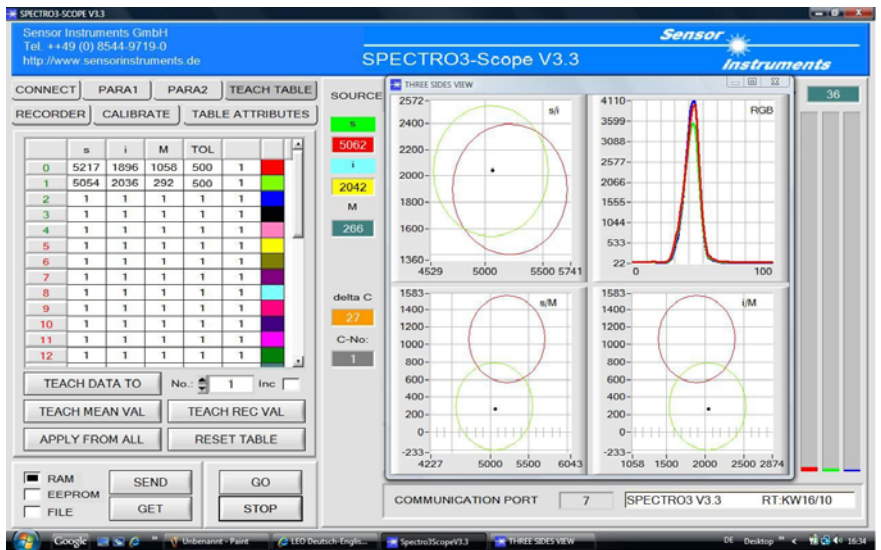 SPECTRO3-SCOPE V3.3
Sensor Instruments GmbH
Tel. ++49 (0) 8544-9719-0
http://www.sensorinstruments.de
SPECTRO3-Scope V3.3
Sensor
Instruments
CONNECT PARA1 PARA2 TEACH TABLE
RECORDER CALIBRATE TABLE ATTRIBUTES
s i M TOL
0 5217 1896 1058 500 1
1 5054 2036 292 500 1
2 1 1 1 1 1
3 1 1 1 1 1
4 1 1 1 1 1
5 1 1 1 1 1
6 1 1 1 1 1
7 1 1 1 1 1
8 1 1 1 1 1
9 1 1 1 1 1
10 1 1 1 1 1
11 1 1 1 1 1
12 1 1 1 1 1
TEACH DATA TO No.: 1 Inc
TEACH MEAN VAL TEACH REC VAL
APPLY FROM ALL RESET TABLE
RAM
EEPROM
FILE
SEND GO
GET STOP
SOURCE
s
5062
i
2042
M
266
delta C
27
C-No:
1
THREE SIDES VIEW
s/i
2572
2400
2200
2000
1800
1600
1360
4529 5000 5500 5741
RGB
4110
3599
3088
2577
2066
1555
1044
533
22
0 100
s/M
1583
1400
1200
1000
800
600
400
200
0
-233
4227 5000 5500 6043
i/M
1583
1400
1200
1000
800
600
400
200
0
-233
1058 1500 2000 2500 2874
36
COMMUNICATION PORT 7 SPECTRO3 V3.3 RT:KW16/10
Google Unbenannt - Paint LEO Deutsch-Englis... Spectro3ScopeV3.3 THREE SIDES VIEW DE Desktop 16:34